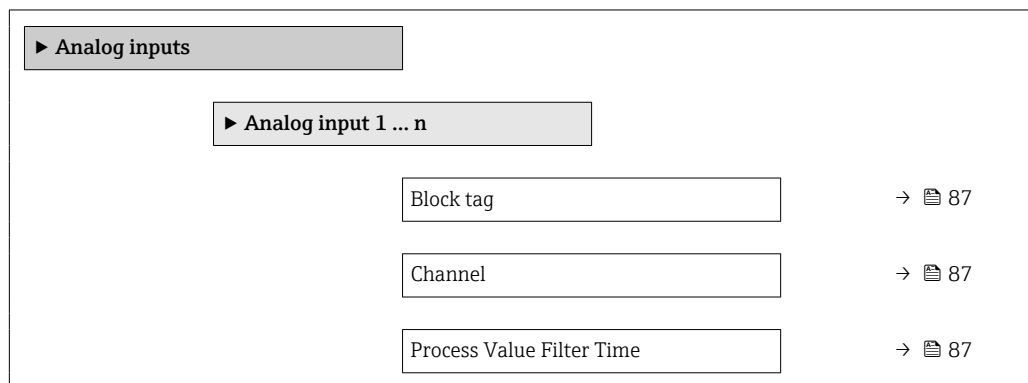 ▶ Analog inputs
▶ Analog input 1 … n
Block tag → 87
Channel → 87
Process Value Filter Time → 87